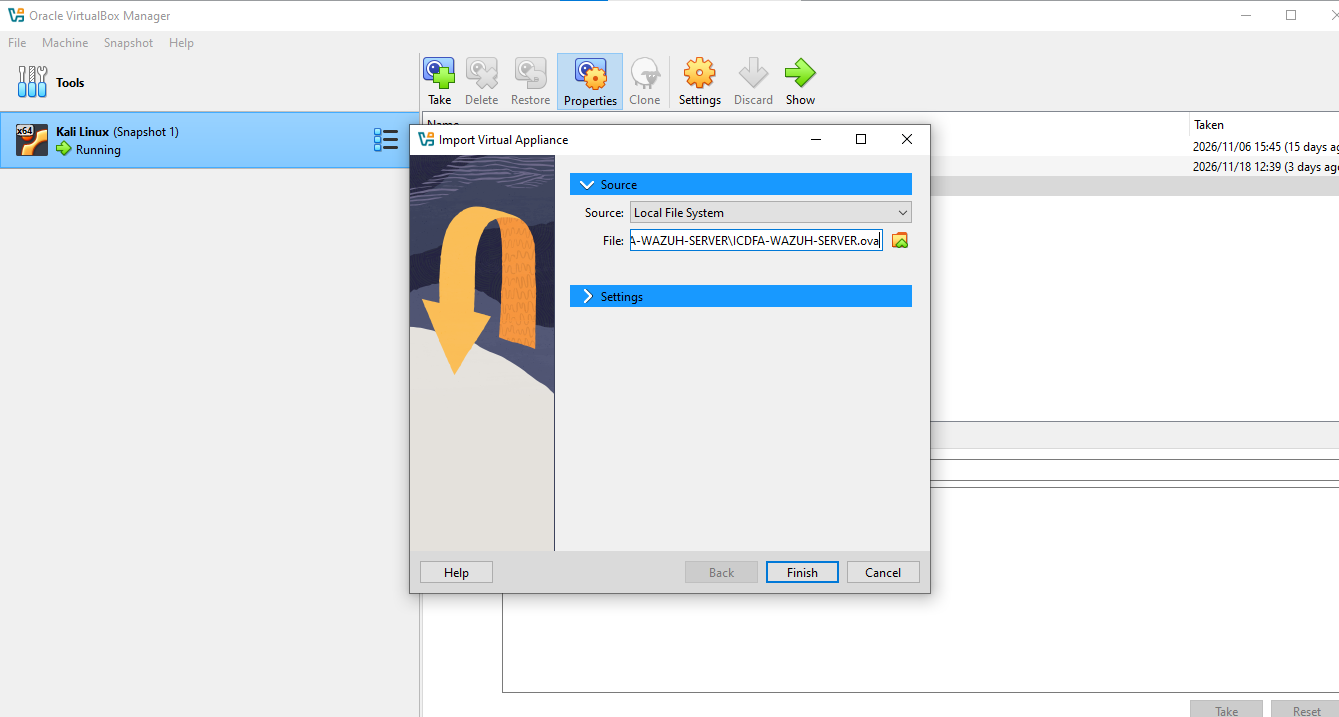 Oracle VirtualBox Manager
File Machine Snapshot Help
Tools
Take Delete Restore Properties Clone Settings Discard Show
x64
Kali Linux (Snapshot 1)
Running
Name
Taken
2026/11/06 15:45 (15 days ag
2026/11/18 12:39 (3 days ago
Import Virtual Appliance
Source
Source: Local File System
File: A-WAZUH-SERVER\ICDFA-WAZUH-SERVER.ova
Settings
Help Back Finish Cancel
Take Reset